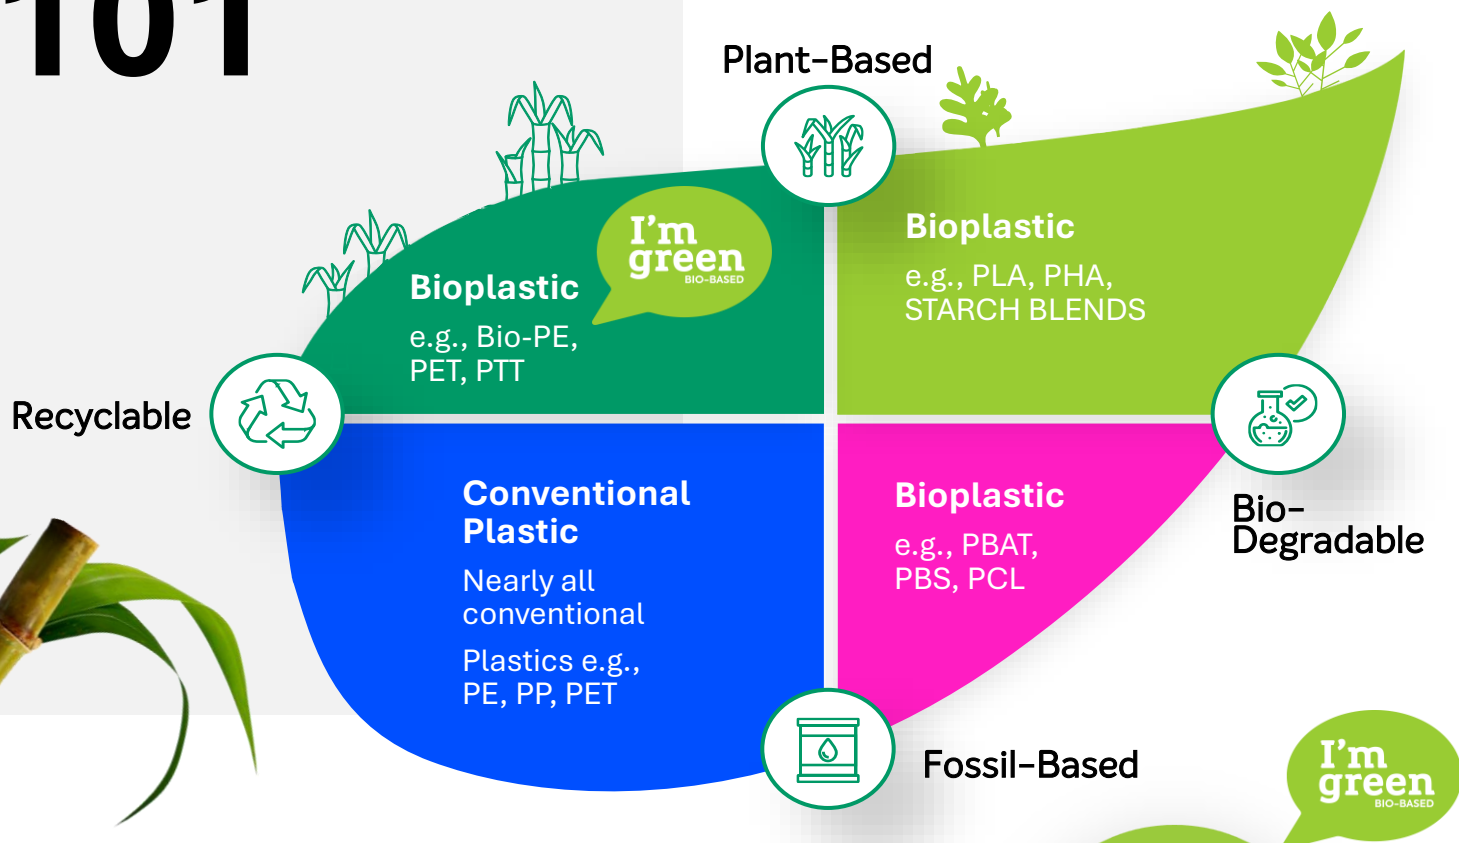 101
Plant-Based
I'm
green
BIO-BASED
Bioplastic
e.g., Bio-PE,
PET, PTT
Bioplastic
e.g., PLA, PHA,
STARCH BLENDS
Recyclable
Conventional
Plastic
Nearly all
conventional
Plastics e.g.,
PE, PP, PET
Bioplastic
e.g., PBAT,
PBS, PCL
Bio-
Degradable
Fossil-Based
I'm
green
BIO-BASED